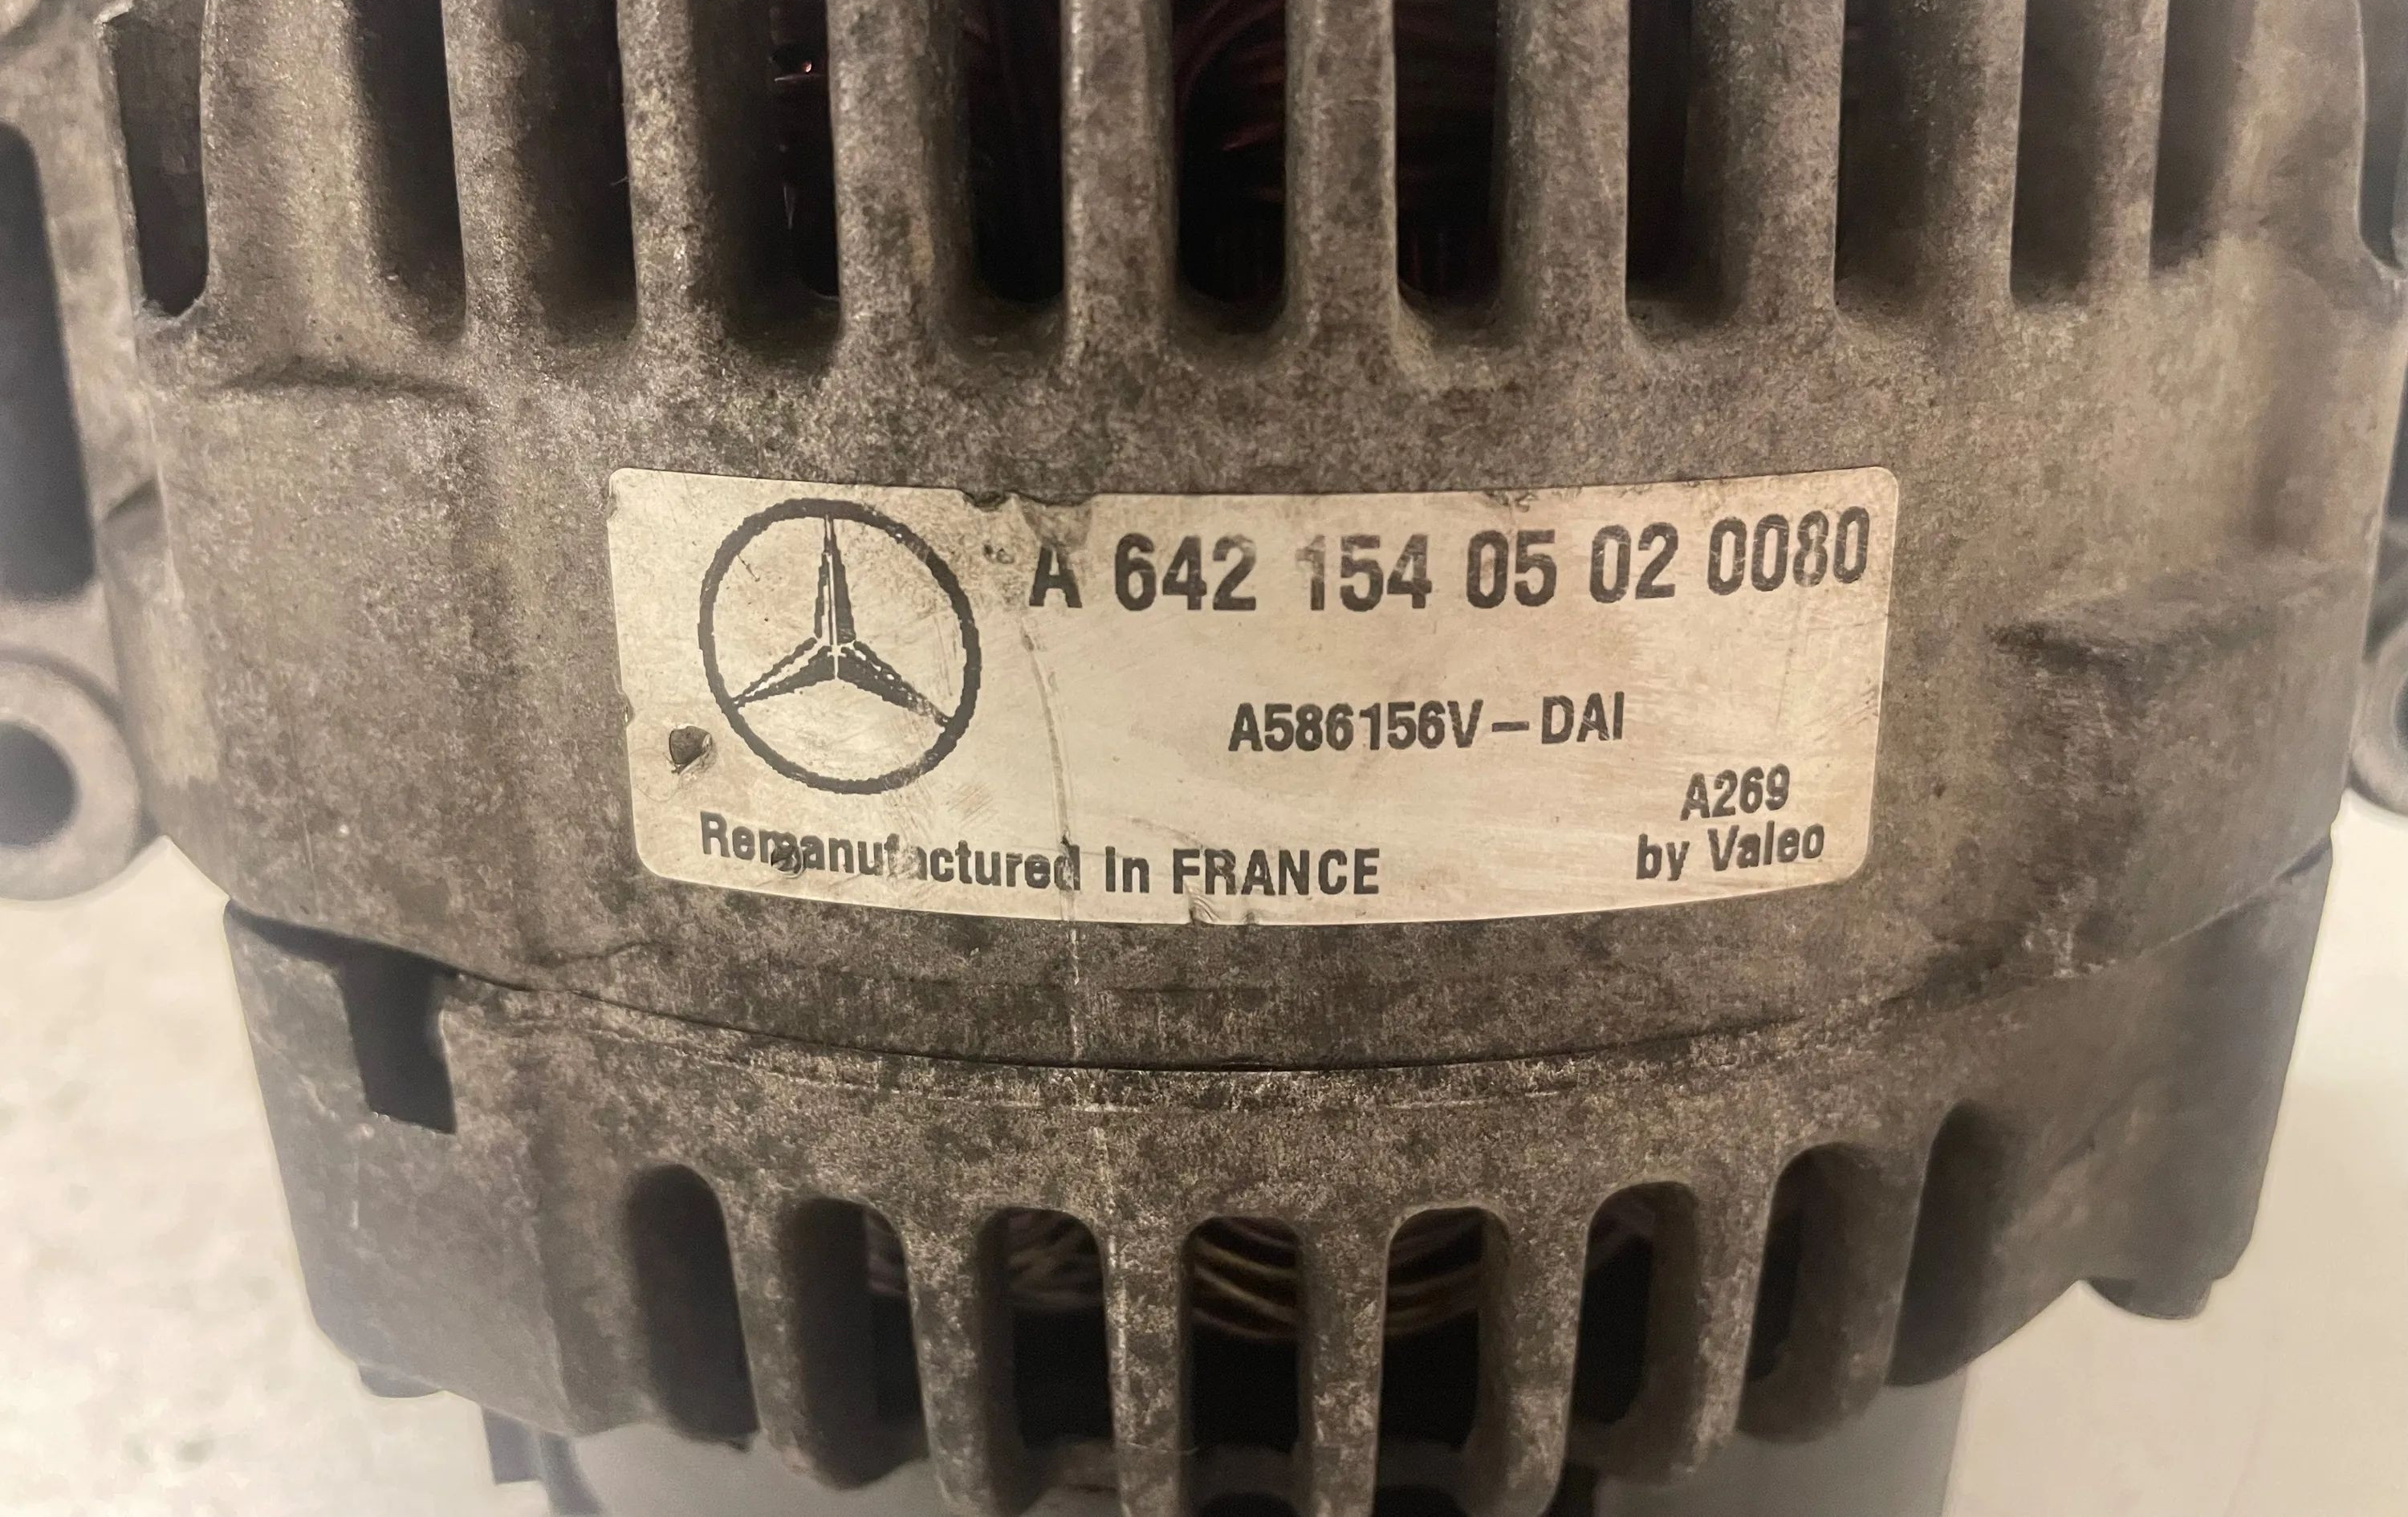 A 642 154 05 02 0080
A586156V-DAI
A269
by Valeo
Remanufactured In FRANCE